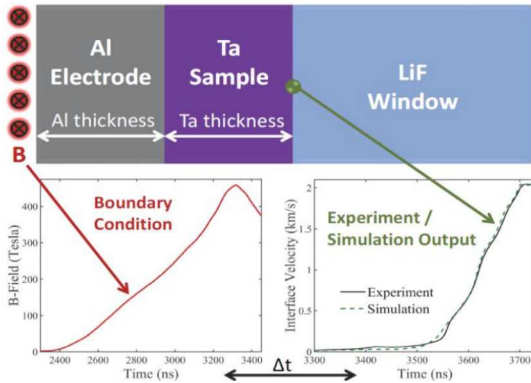 Al
Electrode
Ta
Sample
LiF
Window
Al thickness
Ta thickness
B
Boundary
Condition
Experiment /
Simulation Output
B-Field (Tesla)
400
300
200
100
0
2400 2600 2800 3000 3200 3400
Time (ns)
Interface Velocity (km/s)
2
1.5
1
0.5
0
Experiment
Simulation
3300 3400 3500 3600 3700
Time (ns)
Δt